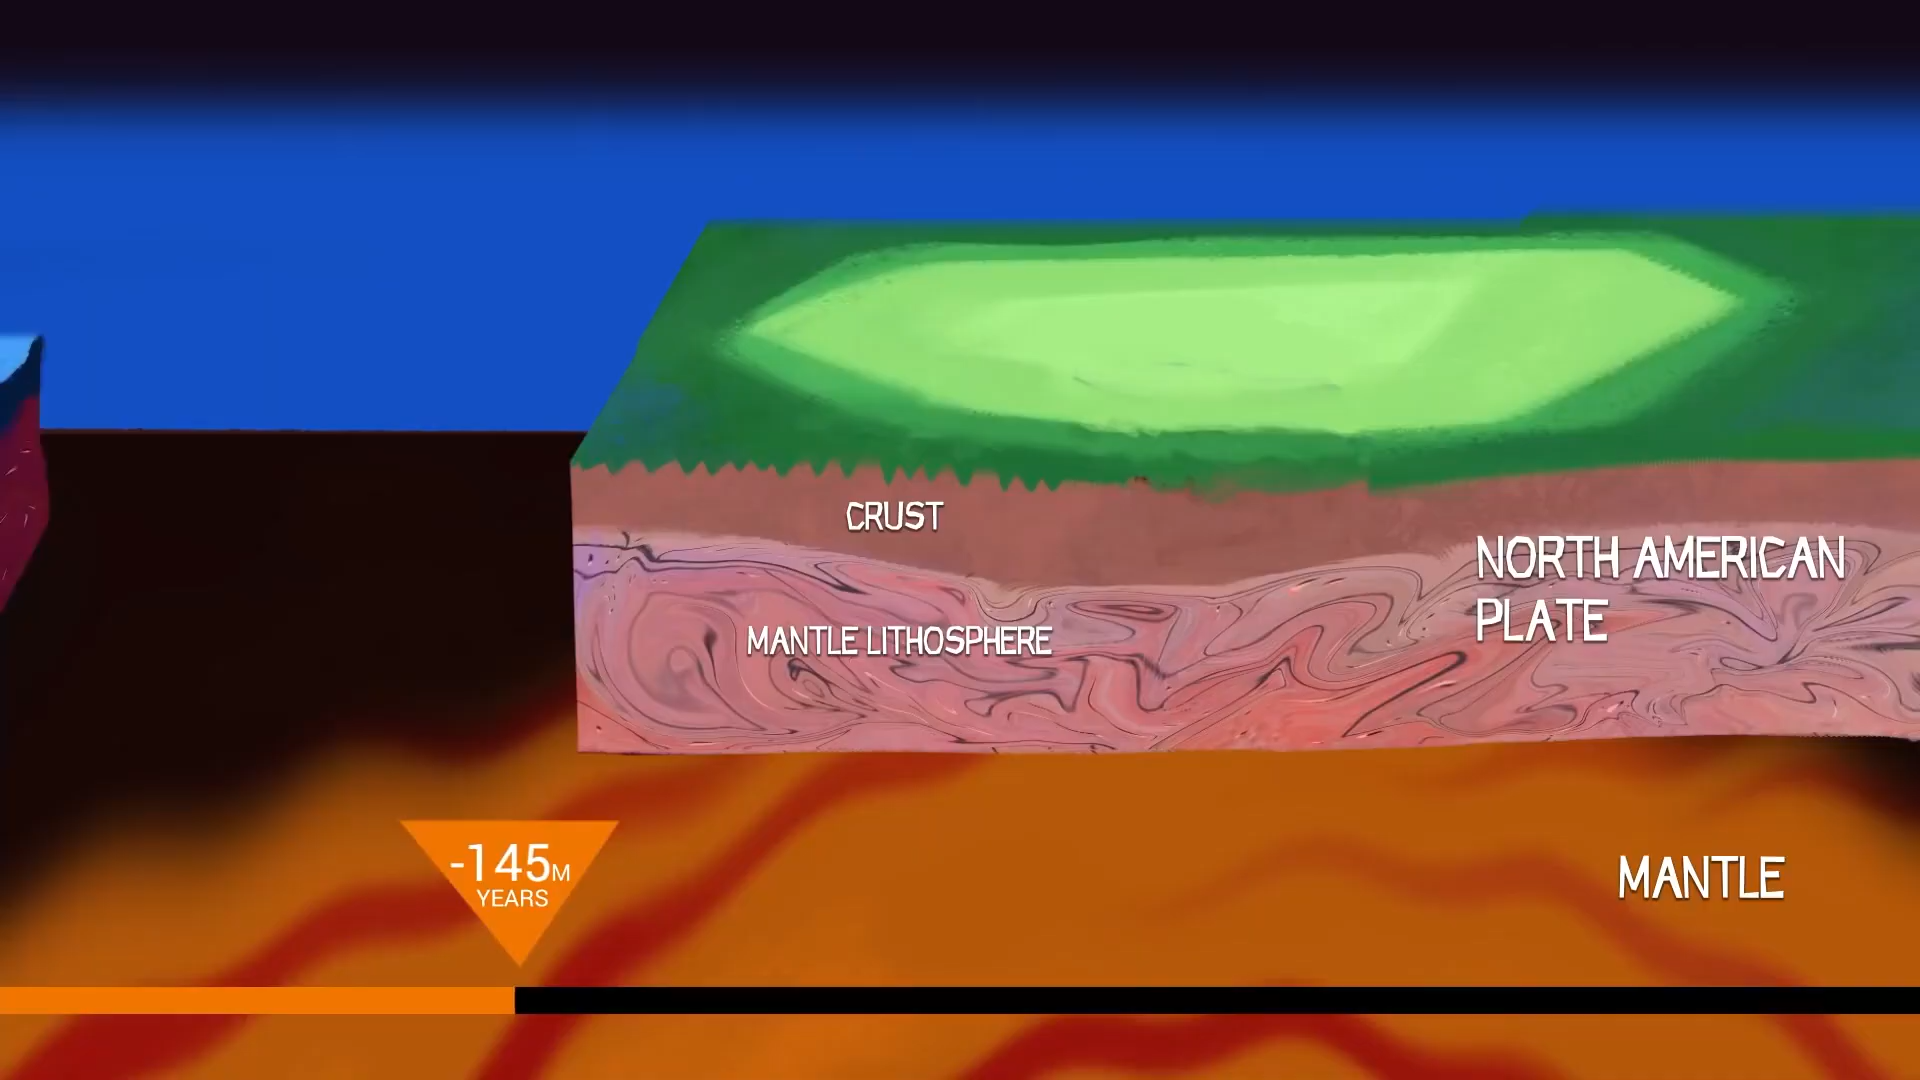 CRUST
NORTH AMERICAN
PLATE
MANTLE LITHOSPHERE
-145M
YEARS
MANTLE